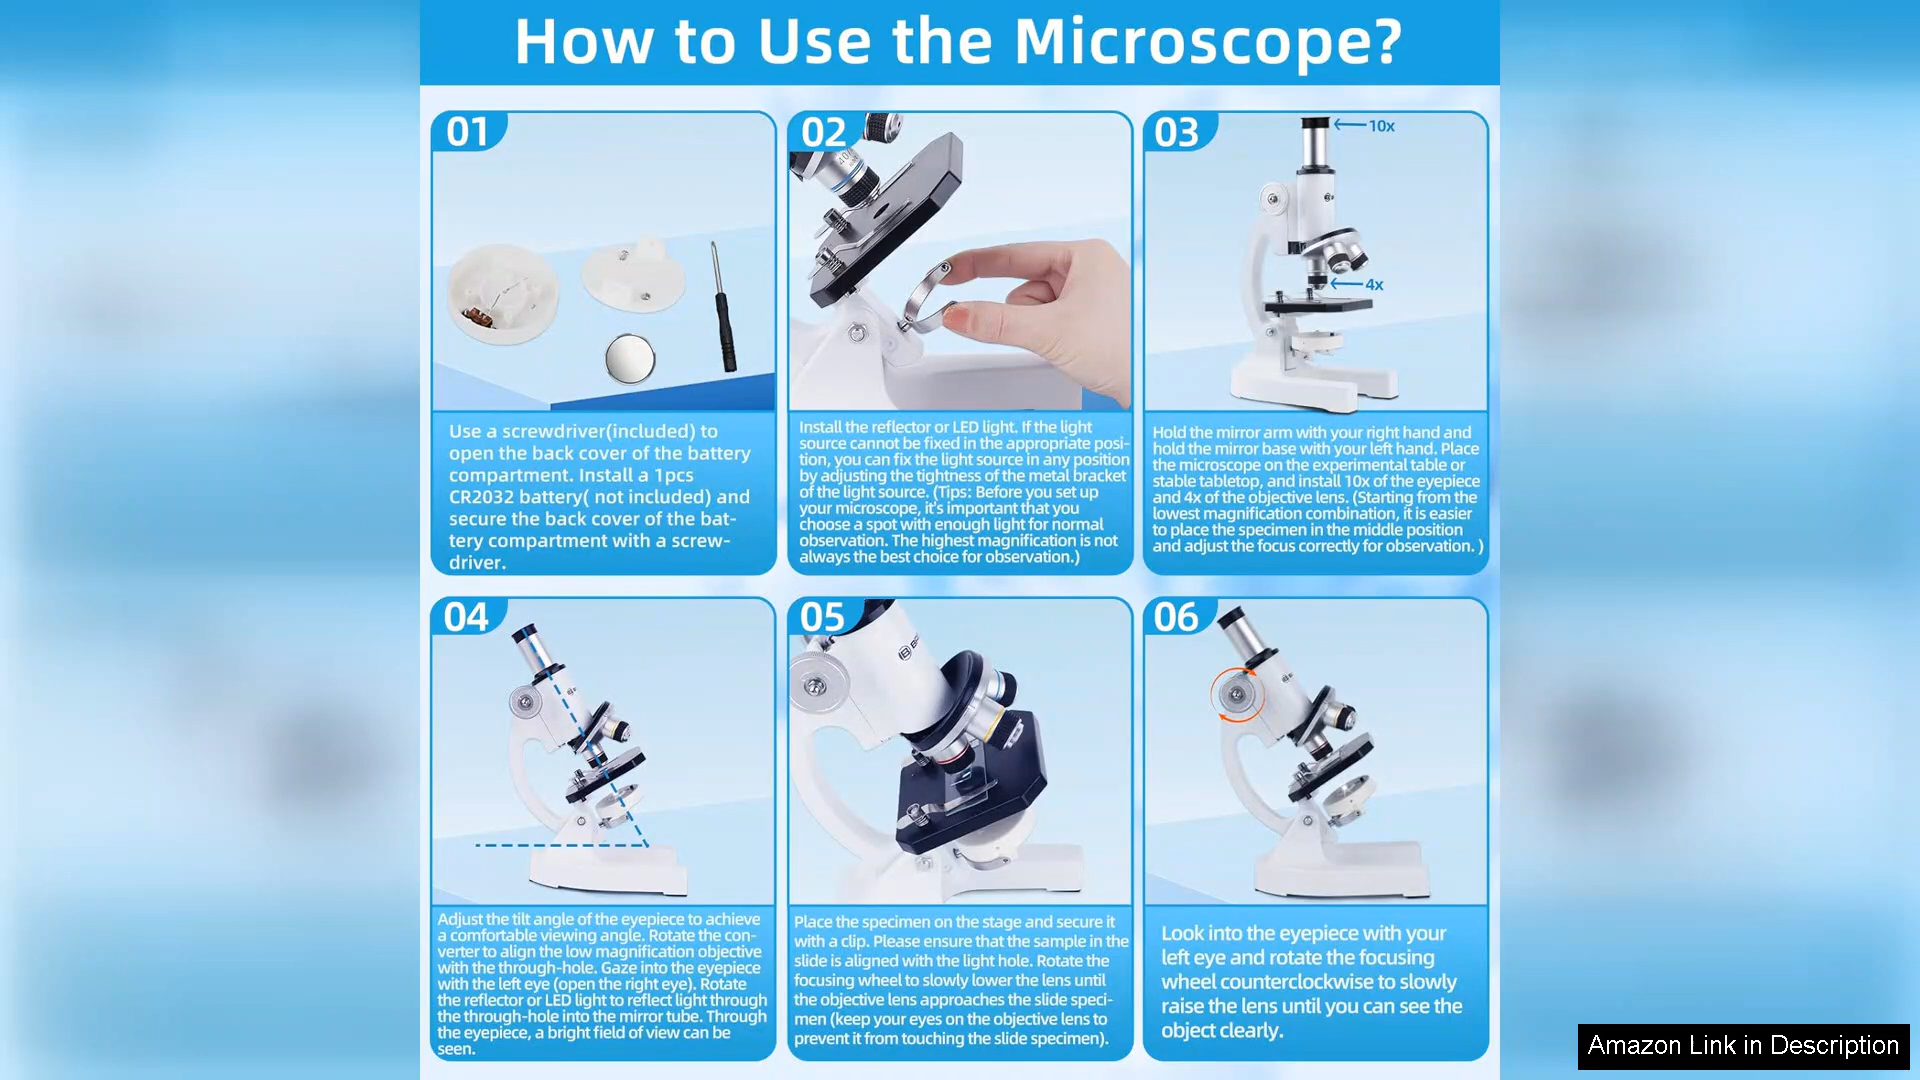 How to Use the Microscope?
01
Use a screwdriver(included) to
open the back cover of the battery
compartment. Install a 1pcs
CR2032 battery( not included) and
secure the back cover of the bat-
tery compartment with a screw-
driver.
02
40
Install the reflector or LED light. If the light
source cannot be fixed in the appropriate posi-
tion, you can fix the light source in any position
by adjusting the tightness of the metal bracket
of the light source. (Tips: Before you set up
your microscope, it's important that you
choose a spot with enough light for normal
observation. The highest magnification is not
always the best choice for observation.)
03
10x
4x
Hold the mirror arm with your right hand and
hold the mirror base with your left hand. Place
the microscope on the experimental table or
stable tabletop, and install 10x of the eyepiece
and 4x of the objective lens. (Starting from the
lowest magnification combination, it is easier
to place the specimen in the middle position
and adjust the focus correctly for observation. )
04
Adjust the tilt angle of the eyepiece to achieve
a comfortable viewing angle. Rotate the con-
verter to align the low magnification objective
with the through-hole. Gaze into the eyepiece
with the left eye (open the right eye). Rotate
the reflector or LED light to reflect light through
the through-hole into the mirror tube. Through
the eyepiece, a bright field of view can be
seen.
05
Place the specimen on the stage and secure it
with a clip. Please ensure that the sample in the
slide is aligned with the light hole. Rotate the
focusing wheel to slowly lower the lens until
the objective lens approaches the slide speci-
men (keep your eyes on the objective lens to
prevent it from touching the slide specimen).
06
Look into the eyepiece with your
left eye and rotate the focusing
wheel counterclockwise to slowly
raise the lens until you can see the
object clearly.
Amazon Link in Description